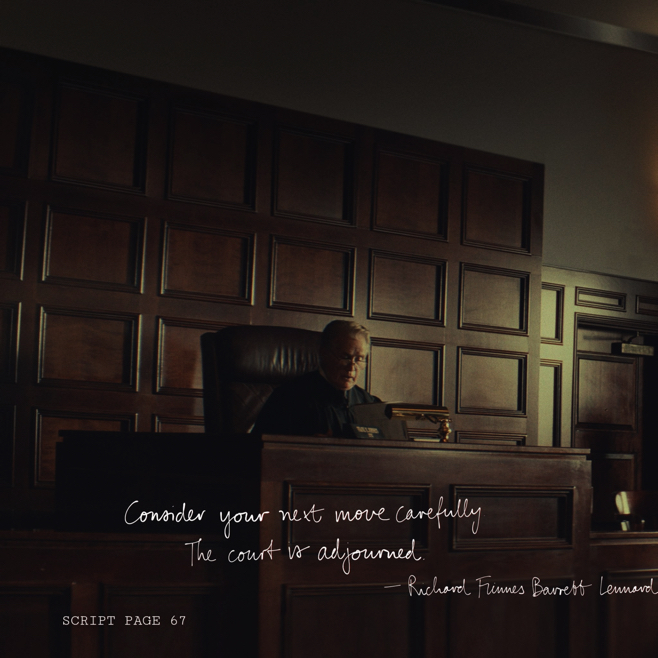 Consider your next move carefully
The court is adjourned.
— Richard Fiennes Barrett Lennard
SCRIPT PAGE 67